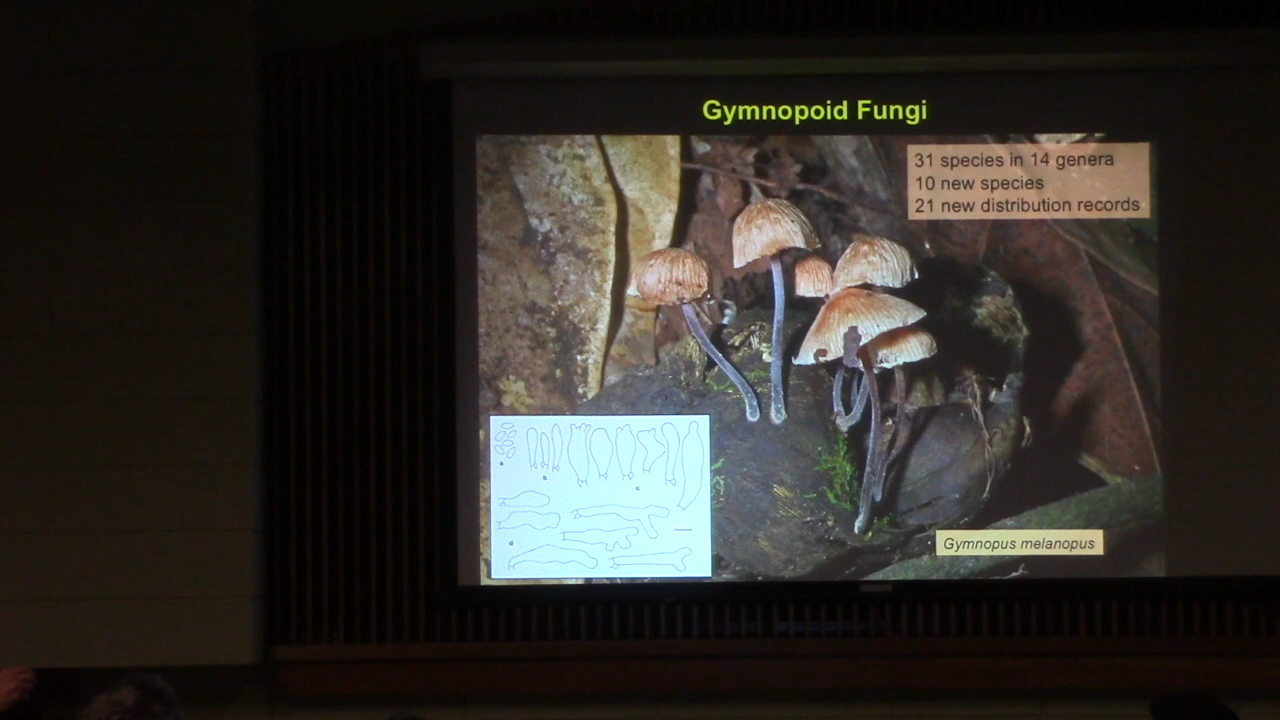 Gymnopoid Fungi
31 species in 14 genera
10 new species
21 new distribution records
Gymnopus melanopus